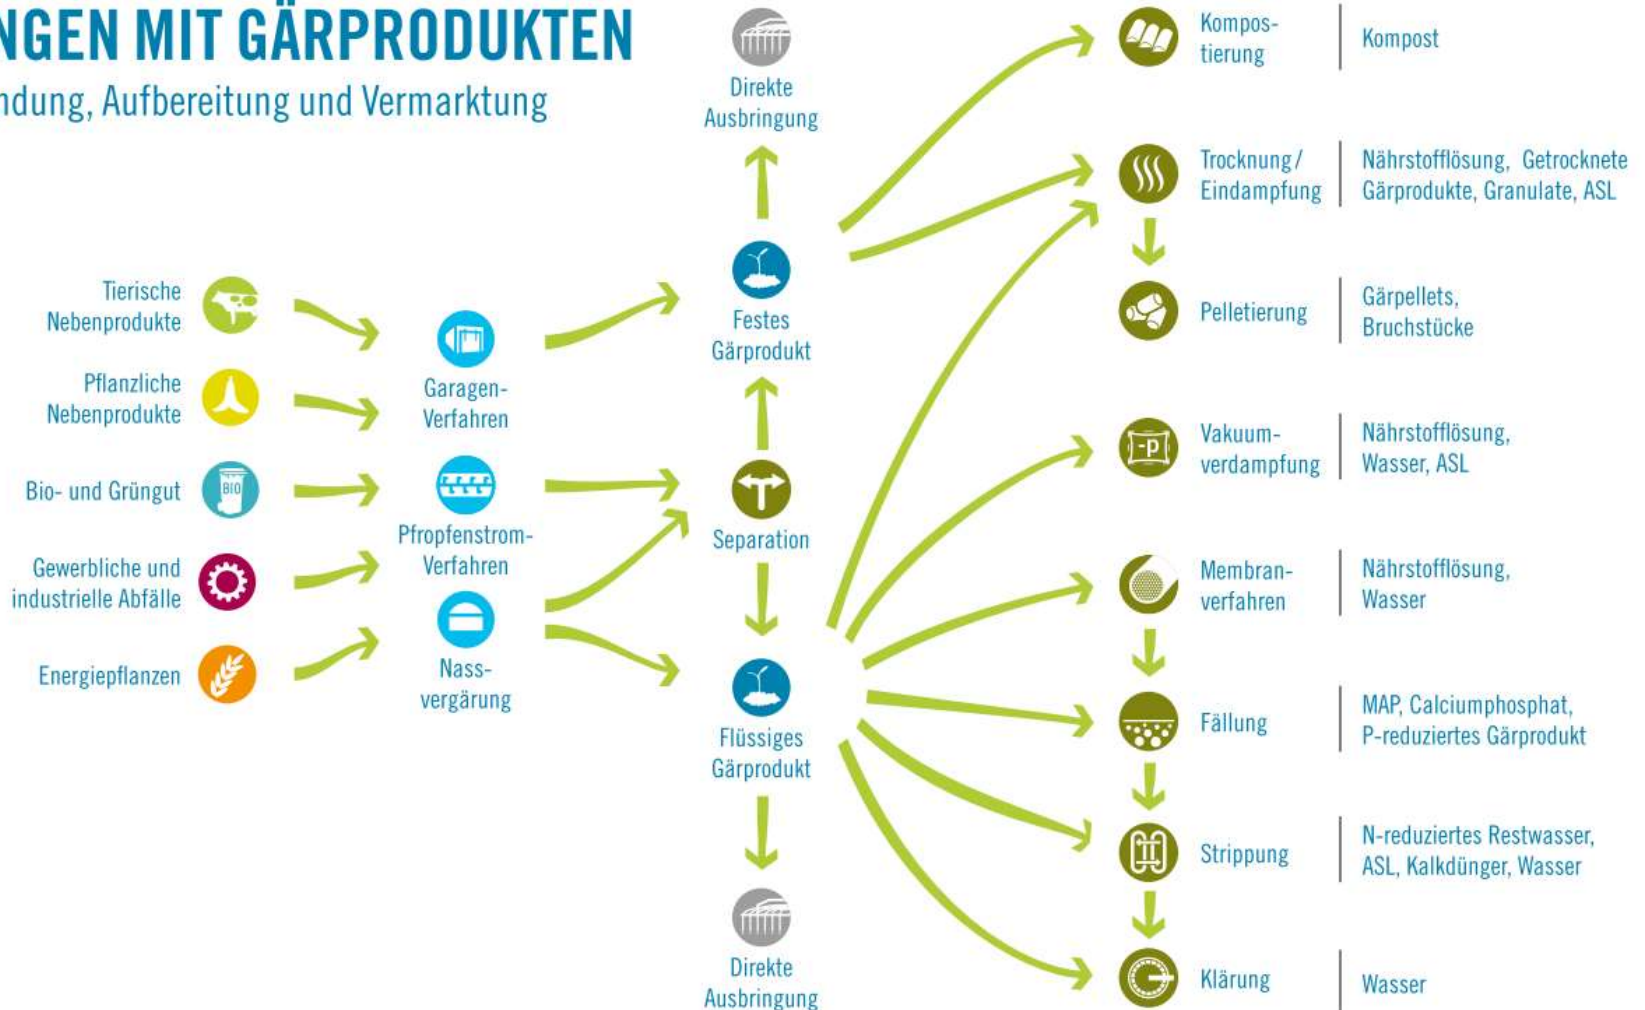 NGEN MIT GÄRPRODUKTEN
ndung, Aufbereitung und Vermarktung
Tierische
Nebenprodukte
Pflanzliche
Nebenprodukte
BIO
Bio- und Grüngut
Gewerbliche und
industrielle Abfälle
Energiepflanzen
Garagen-
Verfahren
Pfropfenstrom-
Verfahren
Nass-
vergärung
Direkte
Ausbringung
Festes
Gärprodukt
Separation
Flüssiges
Gärprodukt
Direkte
Ausbringung
Kompos-
tierung
Kompost
Trocknung/
Eindampfung
Nährstofflösung, Getrocknete
Gärprodukte, Granulate, ASL
Pelletierung
Gärpellets,
Bruchstücke
-p
Vakuum-
verdampfung
Nährstofflösung,
Wasser, ASL
Membran-
verfahren
Nährstofflösung,
Wasser
Fällung
MAP, Calciumphosphat,
P-reduziertes Gärprodukt
Strippung
N-reduziertes Restwasser,
ASL, Kalkdünger, Wasser
Klärung
Wasser